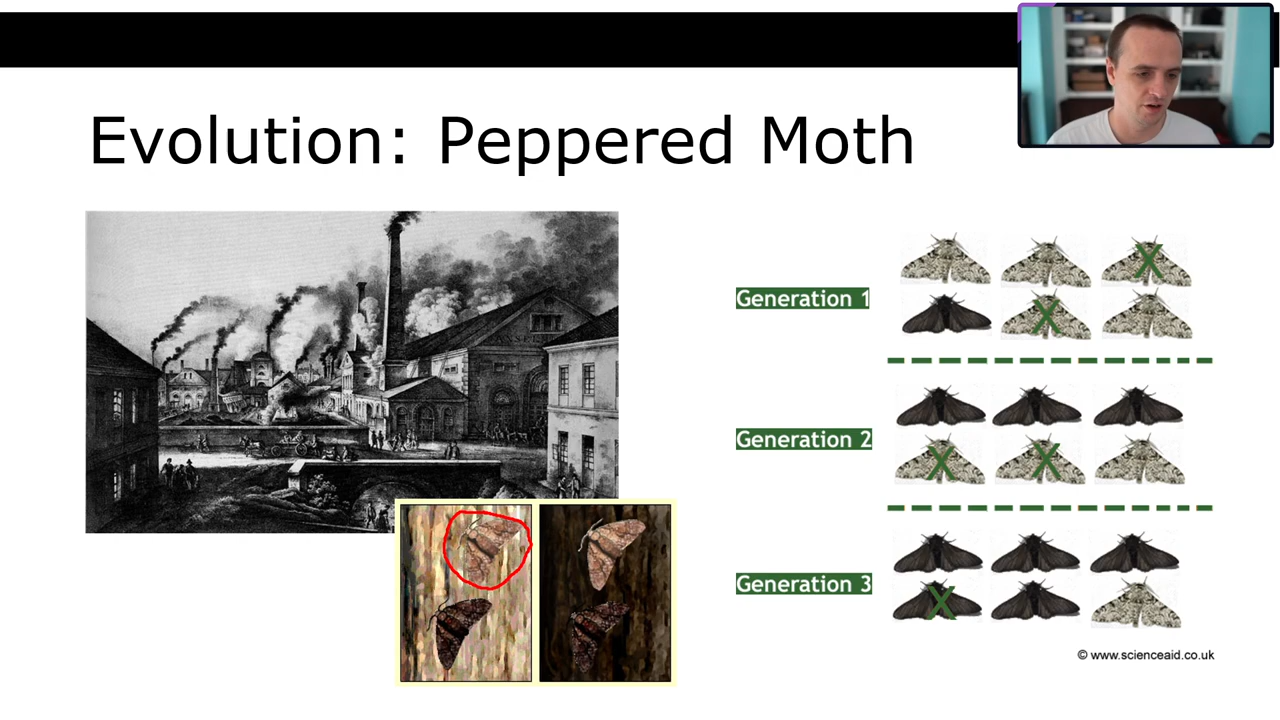 Evolution: Peppered Moth
Generation 1
Generation 2
Generation 3
© www.scienceaid.co.uk